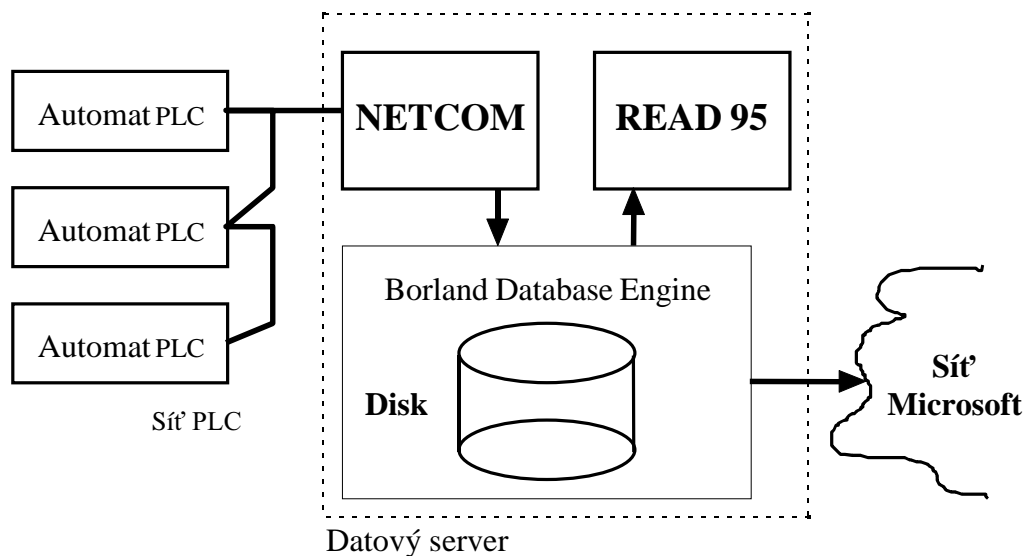 Automat PLC
Automat PLC
Automat PLC
Síť PLC
NETCOM
READ 95
Borland Database Engine
Disk
Síť
Microsoft
Datový server